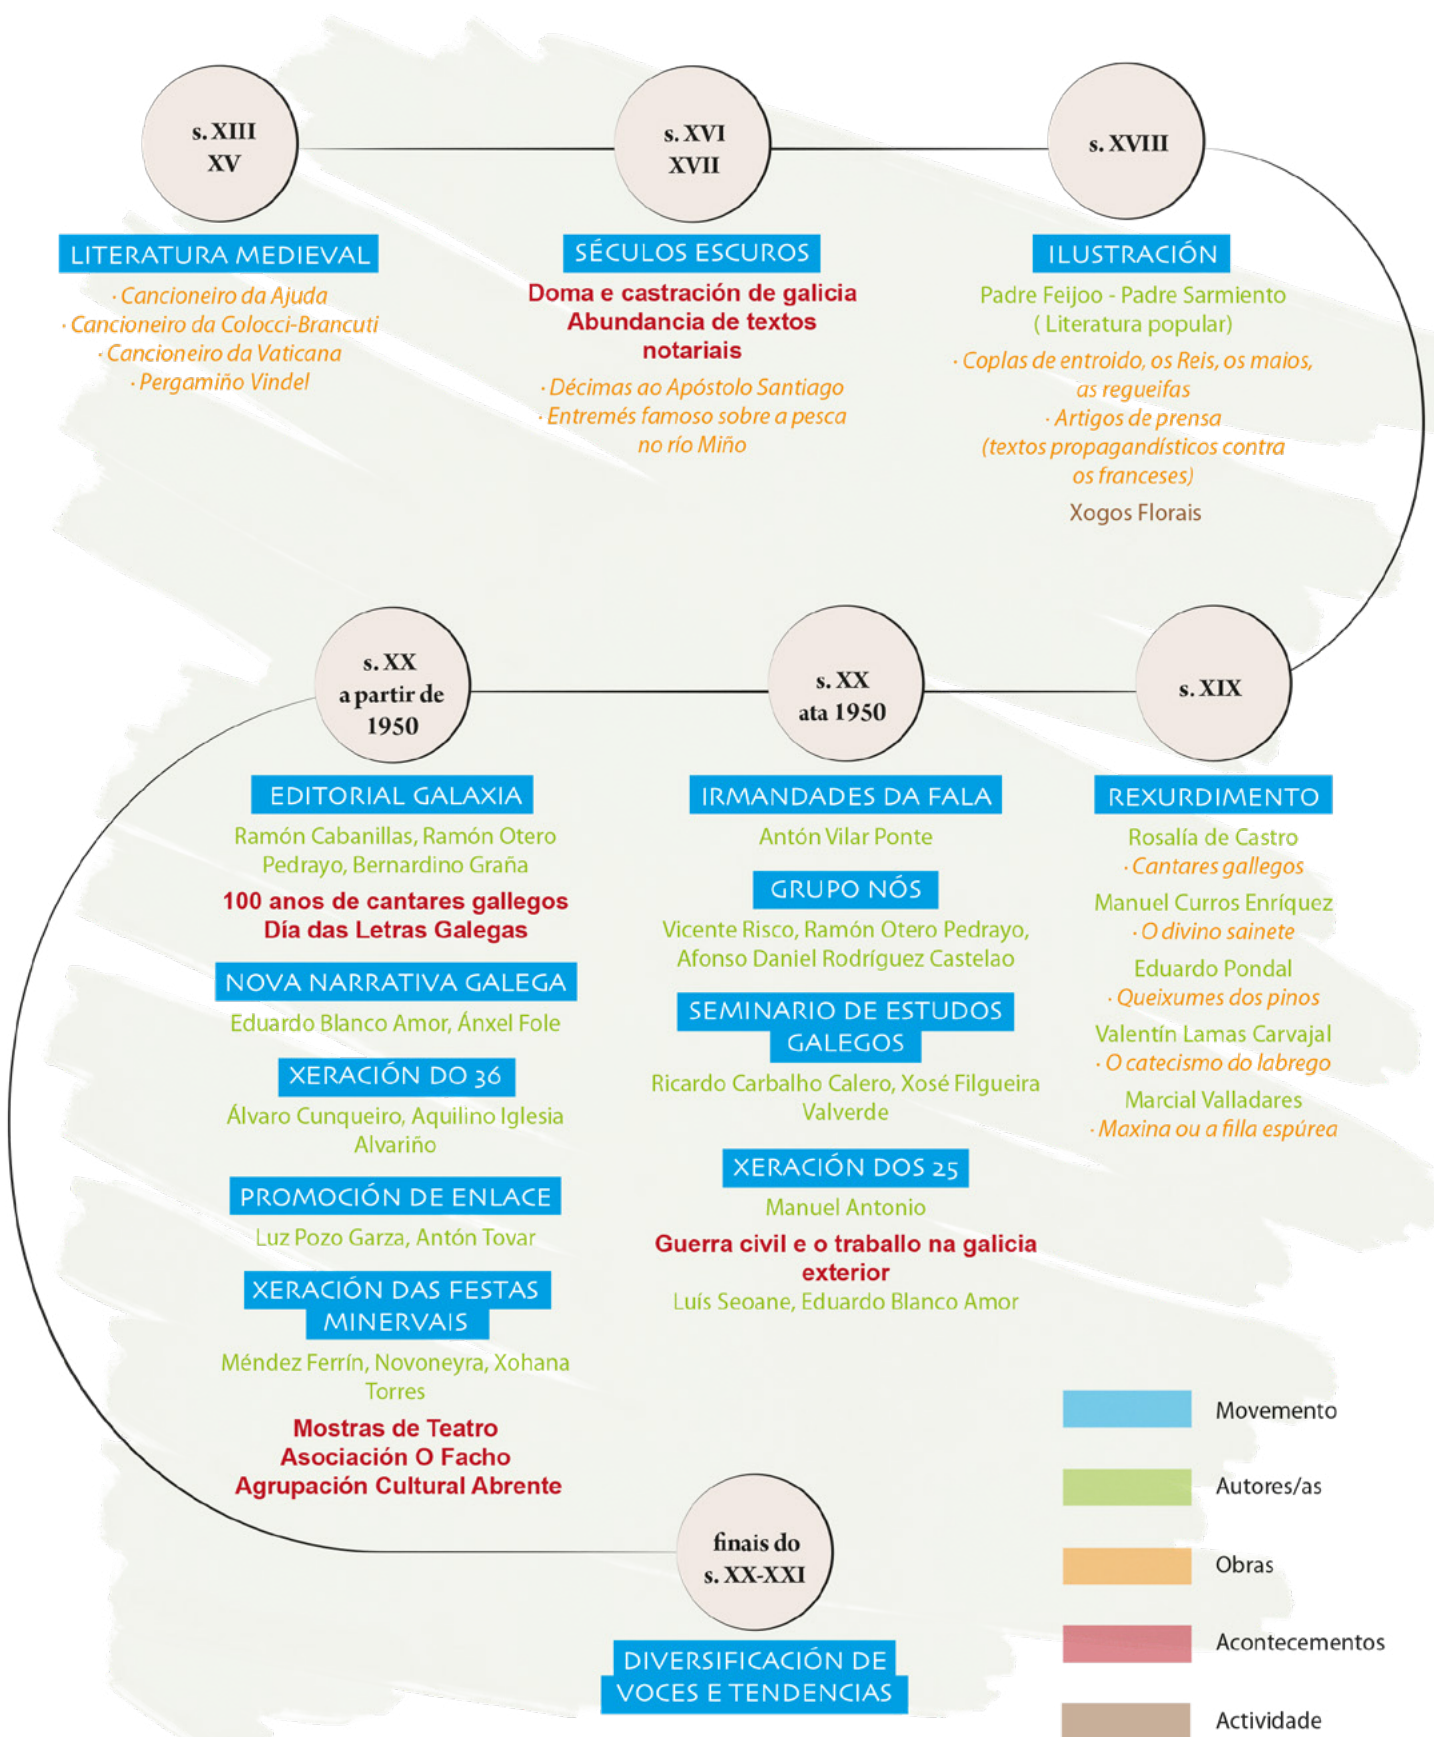 s. XIII
XV
LITERATURA MEDIEVAL
· Cancioneiro da Ajuda
· Cancioneiro da Colocci-Brancuti
· Cancioneiro da Vaticana
· Pergamiño Vindel
s. XVI
XVII
SÉCULOS ESCUROS
Doma e castración de galicia
Abundancia de textos
notariais
· Décimas ao Apóstolo Santiago
· Entremés famoso sobre a pesca
no río Miño
s. XVIII
ILUSTRACIÓN
Padre Feijoo - Padre Sarmiento
( Literatura popular)
· Coplas de entroido, os Reis, os maios,
as regueifas
· Artigos de prensa
(textos propagandísticos contra
os franceses)
Xogos Florais
s. XIX
REXURDIMENTO
Rosalía de Castro
· Cantares gallegos
Manuel Curros Enríquez
· O divino sainete
Eduardo Pondal
· Queixumes dos pinos
Valentín Lamas Carvajal
· O catecismo do labrego
Marcial Valladares
· Maxina ou a filla espúrea
s. XX
ata 1950
IRMANDADES DA FALA
Antón Vilar Ponte
GRUPO NÓS
Vicente Risco, Ramón Otero Pedrayo,
Afonso Daniel Rodríguez Castelao
SEMINARIO DE ESTUDOS
GALEGOS
Ricardo Carbalho Calero, Xosé Filgueira
Valverde
XERACIÓN DOS 25
Manuel Antonio
Guerra civil e o traballo na galicia
exterior
Luís Seoane, Eduardo Blanco Amor
s. XX
a partir de
1950
EDITORIAL GALAXIA
Ramón Cabanillas, Ramón Otero
Pedrayo, Bernardino Graña
100 anos de cantares gallegos
Día das Letras Galegas
NOVA NARRATIVA GALEGA
Eduardo Blanco Amor, Ánxel Fole
XERACIÓN DO 36
Álvaro Cunqueiro, Aquilino Iglesia
Alvariño
PROMOCIÓN DE ENLACE
Luz Pozo Garza, Antón Tovar
XERACIÓN DAS FESTAS
MINERVAIS
Méndez Ferrín, Novoneyra, Xohana
Torres
Mostras de Teatro
Asociación O Facho
Agrupación Cultural Abrente
finais do
s. XX-XXI
DIVERSIFICACIÓN DE
VOCES E TENDENCIAS
Movemento
Autores/as
Obras
Acontecementos
Actividade